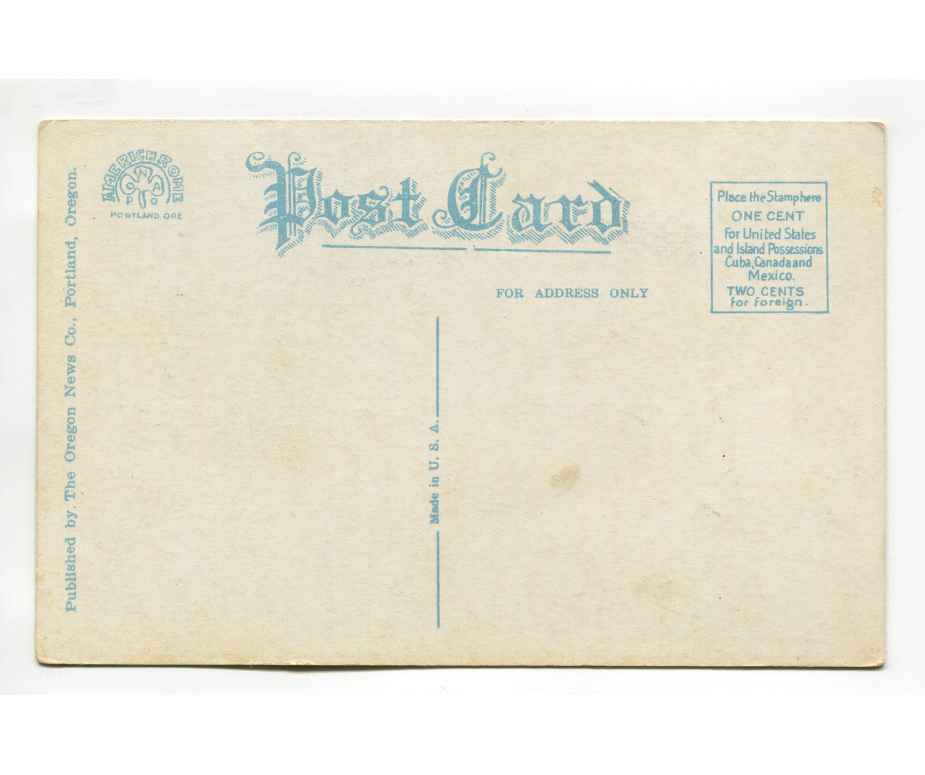 AMERICHROME
PORTLAND, ORE
Post Card
Place the Stamp here
ONE CENT
for United States
and Island Possessions
Cuba, Canada and
Mexico.
TWO CENTS
for foreign.
FOR ADDRESS ONLY
Made in U. S. A.
Published by The Oregon News Co., Portland, Oregon.